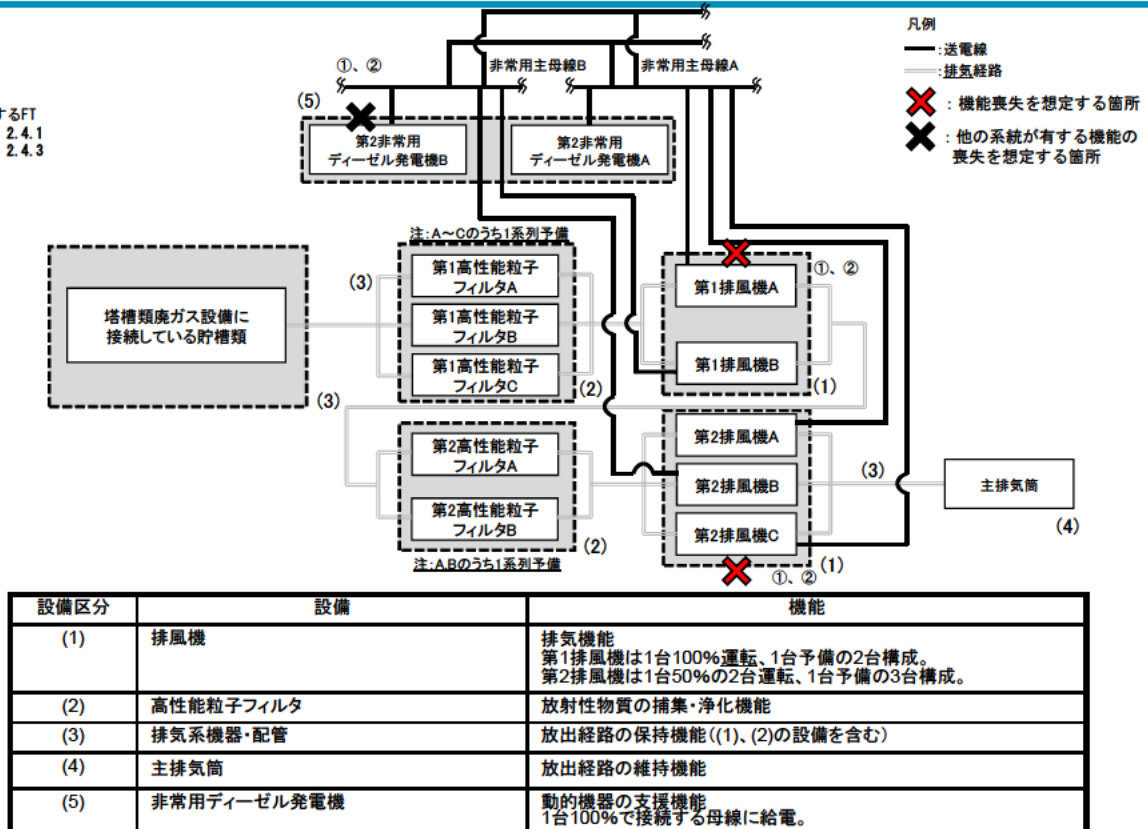 凡例
:送電線
:排気経路
:機能喪失を想定する箇所
:他の系統が有する機能の
喪失を想定する箇所
するFT
2.4.1
2.4.3
①、②
非常用主母線B
非常用主母線A
(5)
第2非常用
ディーゼル発電機B
第2非常用
ディーゼル発電機A
注:A～Cのうち1系列予備
塔槽類廃ガス設備に
接続している貯槽類
(3)
(3)
第1高性能粒子
フィルタA
第1高性能粒子
フィルタB
第1高性能粒子
フィルタC
(2)
第1排風機A
①、②
第1排風機B
(1)
第2高性能粒子
フィルタA
第2高性能粒子
フィルタB
(2)
注:A,Bのうち1系列予備
第2排風機A
第2排風機B
第2排風機C
(3)
(1)
①、②
主排気筒
(4)
設備区分 設備 機能
(1) 排風機 排気機能
第1排風機は1台100%運転、1台予備の2台構成。
第2排風機は1台50%の2台運転、1台予備の3台構成。
(2) 高性能粒子フィルタ 放射性物質の捕集・浄化機能
(3) 排気系機器・配管 放出経路の保持機能((1)、(2)の設備を含む)
(4) 主排気筒 放出経路の維持機能
(5) 非常用ディーゼル発電機 動的機器の支援機能
1台100%で接続する母線に給電。